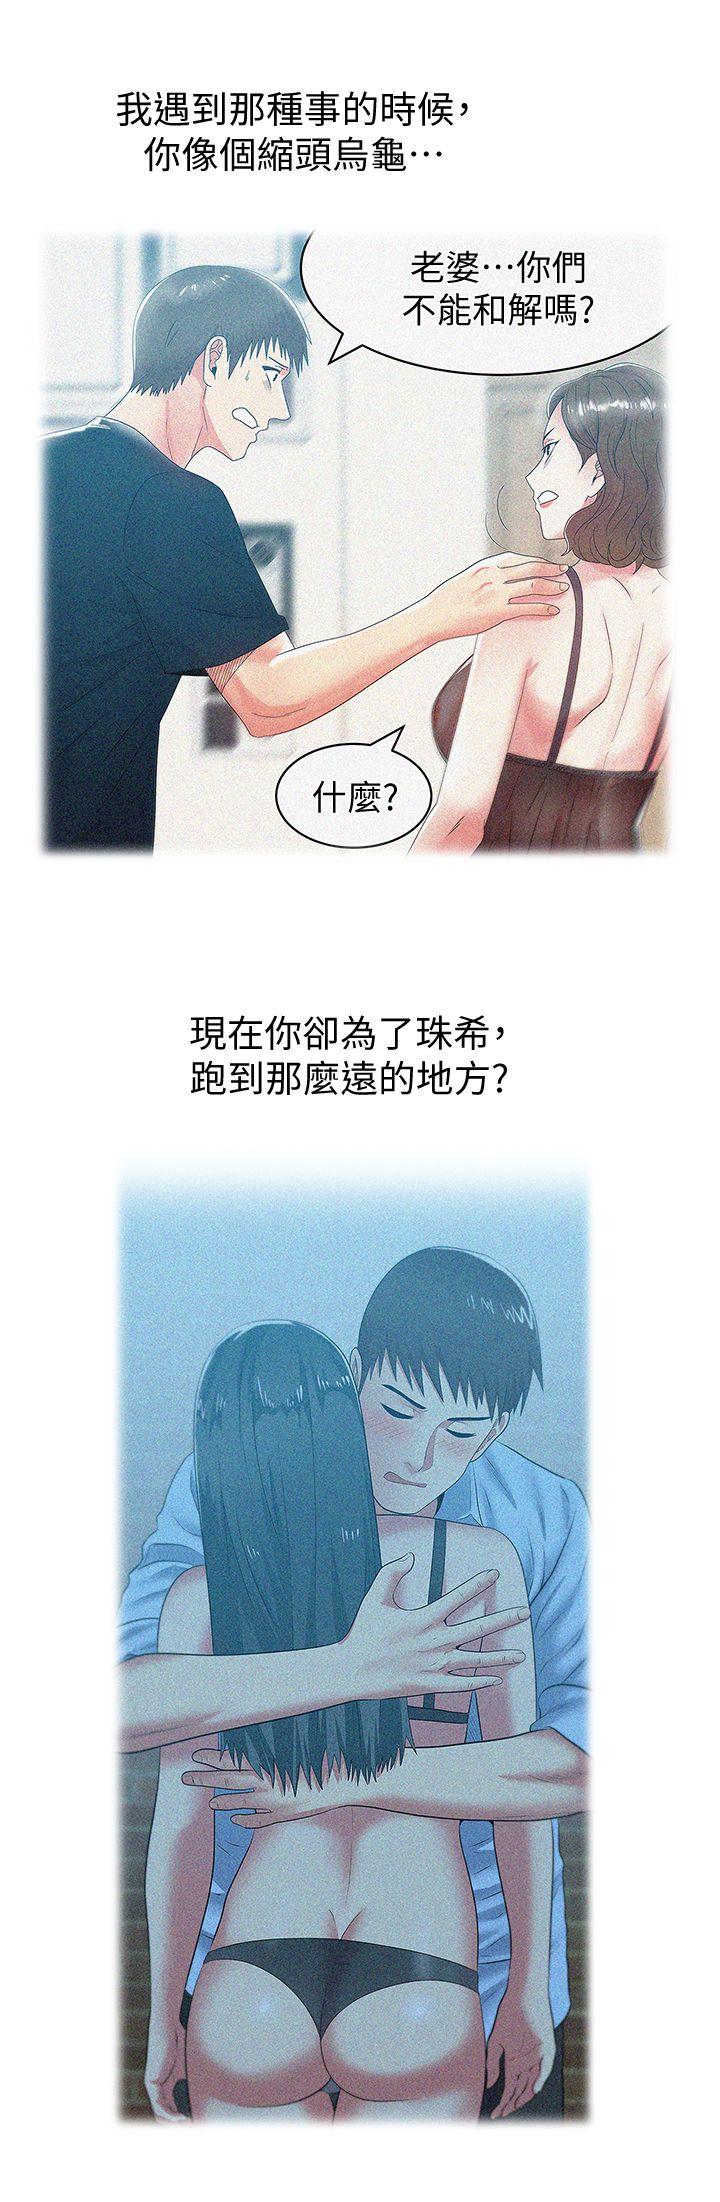 我遇到那種事的時候，
你像個縮頭烏龜…
老婆…你們
不能和解嗎?
什麼?
現在你卻為了珠希，
跑到那麼遠的地方?